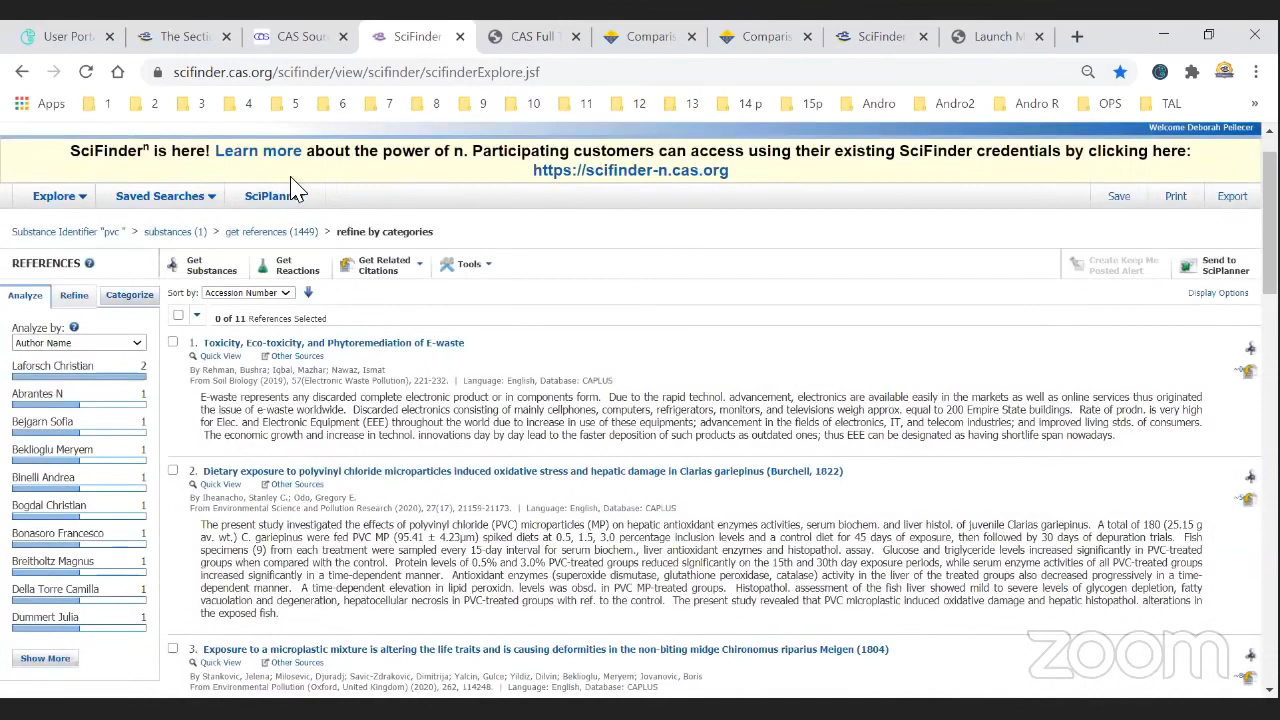 User Port
The Secti
CAS Sour
SciFinder
CAS Full T
Comparis
Comparis
SciFinder
Launch M
scifinder.cas.org/scifinder/view/scifinder/scifinderExplore.jsf
Apps
1
2
3
4
5
6
7
8
9
10
11
12
13
14 p
15p
Andro
Andro2
Andro R
OPS
TAL
»
Welcome Deborah Pellecer
SciFinderⁿ is here! Learn more about the power of n. Participating customers can access using their existing SciFinder credentials by clicking here:
https://scifinder-n.cas.org
Explore
Saved Searches
SciPlann
Save
Print
Export
Substance Identifier "pvc " > substances (1) > get references (1449) > refine by categories
REFERENCES
Get Substances
Get Reactions
Get Related Citations
Tools
Create Keep Me Posted Alert
Send to SciPlanner
Analyze
Refine
Categorize
Sort by: Accession Number
Display Options
0 of 11 References Selected
Analyze by:
Author Name
Laforsch Christian 2
Abrantes N 1
Bejgarn Sofia 1
Beklioglu Meryem 1
Binelli Andrea 1
Bogdal Christian 1
Bonasoro Francesco 1
Breitholtz Magnus 1
Della Torre Camilla 1
Dummert Julia 1
Show More
1. Toxicity, Eco-toxicity, and Phytoremediation of E-waste
Quick View Other Sources
By Rehman, Bushra; Iqbal, Mazhar; Nawaz, Ismat
From Soil Biology (2019), 57(Electronic Waste Pollution), 221-232. | Language: English, Database: CAPLUS
E-waste represents any discarded complete electronic product or in components form. Due to the rapid technol. advancement, electronics are available easily in the markets as well as online services thus originated
the issue of e-waste worldwide. Discarded electronics consisting of mainly cellphones, computers, refrigerators, monitors, and televisions weigh approx. equal to 200 Empire State buildings. Rate of prodn. is very high
for Elec. and Electronic Equipment (EEE) throughout the world due to increase in use of these equipments; advancement in the fields of electronics, IT, and telecom industries; and improved living stds. of consumers.
The economic growth and increase in technol. innovations day by day lead to the faster deposition of such products as outdated ones; thus EEE can be designated as having shortlife span nowadays.
2. Dietary exposure to polyvinyl chloride microparticles induced oxidative stress and hepatic damage in Clarias gariepinus (Burchell, 1822)
Quick View Other Sources
By Iheanacho, Stanley C.; Odo, Gregory E.
From Environmental Science and Pollution Research (2020), 27(17), 21159-21173. | Language: English, Database: CAPLUS
The present study investigated the effects of polyvinyl chloride (PVC) microparticles (MP) on hepatic antioxidant enzymes activities, serum biochem. and liver histol. of juvenile Clarias gariepinus. A total of 180 (25.15 g
av. wt.) C. gariepinus were fed PVC MP (95.41 ± 4.23µm) spiked diets at 0.5, 1.5, 3.0 percentage inclusion levels and a control diet for 45 days of exposure, then followed by 30 days of depuration trials. Fish
specimens (9) from each treatment were sampled every 15-day interval for serum biochem., liver antioxidant enzymes and histopathol. assay. Glucose and triglyceride levels increased significantly in PVC-treated
groups when compared with the control. Protein levels of 0.5% and 3.0% PVC-treated groups reduced significantly on the 15th and 30th day exposure periods, while serum enzyme activities of all PVC-treated groups
increased significantly in a time-dependent manner. Antioxidant enzymes (superoxide dismutase, glutathione peroxidase, catalase) activity in the liver of the treated groups also decreased progressively in a time-
dependent manner. A time-dependent elevation in lipid peroxidn. levels was obsd. in PVC MP-treated groups. Histopathol. assessment of the fish liver showed mild to severe levels of glycogen depletion, fatty
vacuolation and degeneration, hepatocellular necrosis in PVC-treated groups with ref. to the control. The present study revealed that PVC microplastic induced oxidative damage and hepatic histopathol. alterations in
the exposed fish.
3. Exposure to a microplastic mixture is altering the life traits and is causing deformities in the non-biting midge Chironomus riparius Meigen (1804)
Quick View Other Sources
By Stankovic, Jelena; Milosevic, Djuradj; Savic-Zdrakovic, Dimitrija; Yalcin, Gulce; Yildiz, Dilvin; Beklioglu, Meryem; Jovanovic, Boris
From Environmental Pollution (Oxford, United Kingdom) (2020), 262, 114248. | Language: English, Database: CAPLUS
zoom